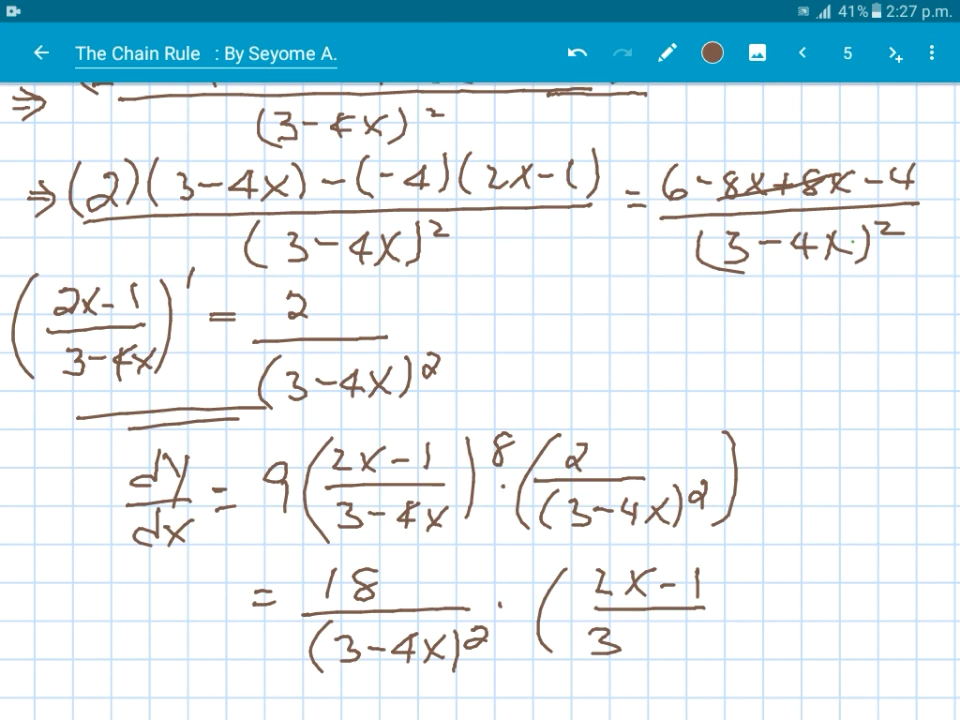 41% 2:27 p.m.
The Chain Rule : By Seyome A.
5
⇒ (3-4x)²
⇒ (2)(3-4x)-(-4)(2x-1) / (3-4x)² = 6-8x+8x-4 / (3-4x)²
(2x-1 / 3-4x)' = 2 / (3-4x)²
dy/dx = 9(2x-1 / 3-4x)⁸ · (2 / (3-4x)²)
= 18 / (3-4x)² · (2x-1 / 3